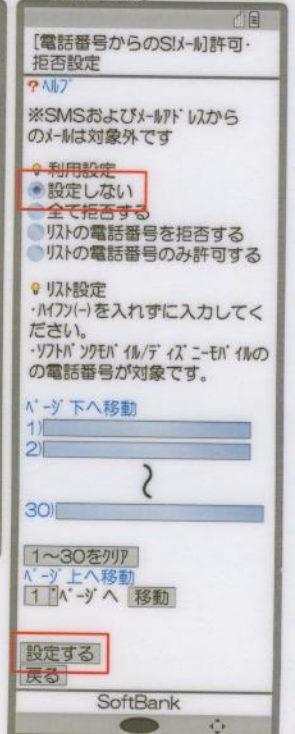 [電話番号からのS!メール]許可・
拒否設定
?ヘルプ
※SMSおよびメールアドレスから
のメールは対象外です
利用設定
設定しない
全て拒否する
リストの電話番号を拒否する
リストの電話番号のみ許可する
リスト設定
・ハイフン(-)を入れずに入力してく
ださい。
・ソフトバンクモバイル/ディズニーモバイルの
の電話番号が対象です。
ページ下へ移動
1)
2)
〜
30)
1〜30をクリア
ページ上へ移動
1 ページへ 移動
設定する
戻る
SoftBank